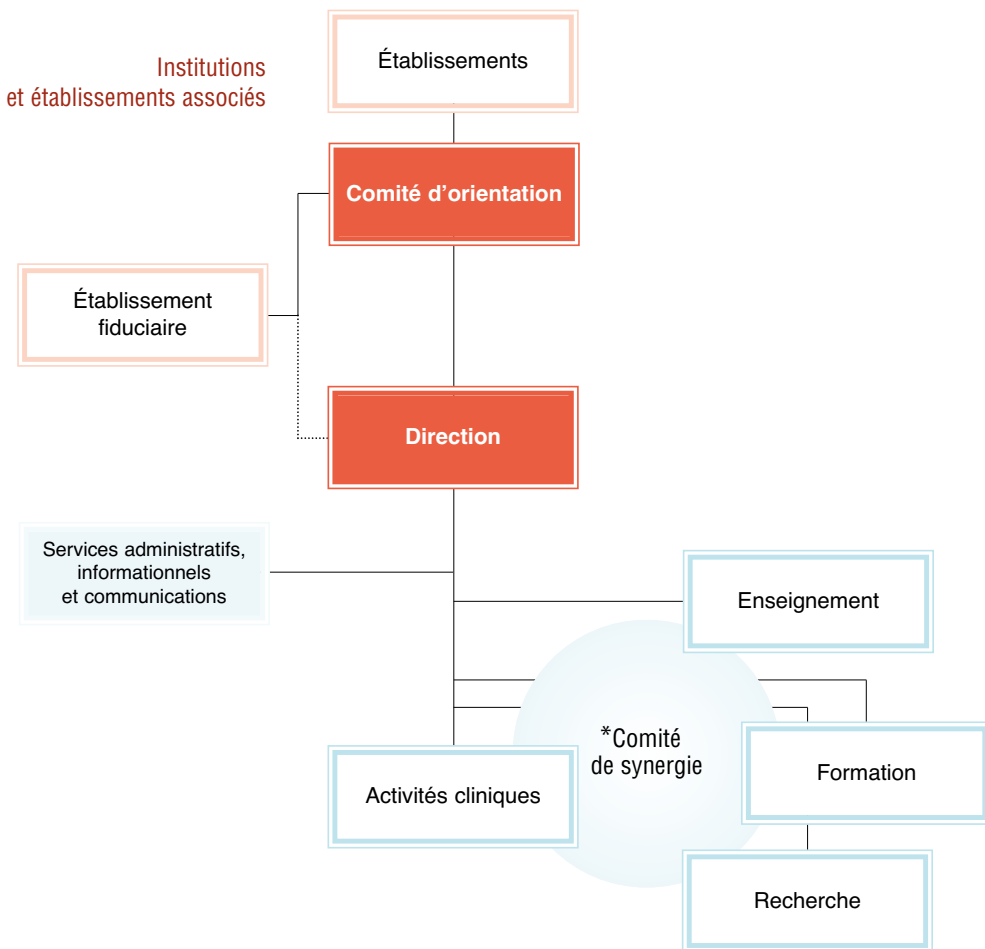 Institutions
et établissements associés
Établissements
Comité d’orientation
Établissement
fiduciaire
Direction
Services administratifs,
informationnels
et communications
Enseignement
*Comité
de synergie
Formation
Activités cliniques
Recherche